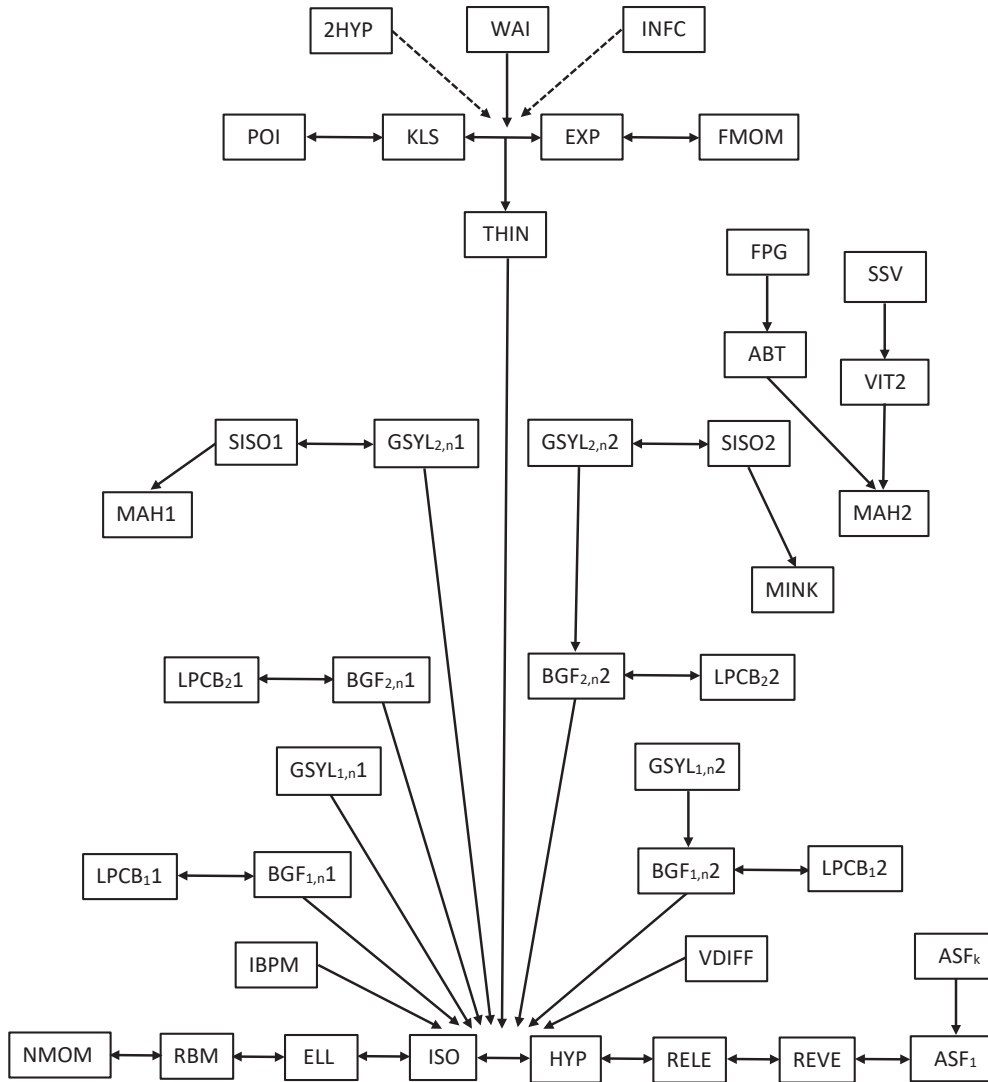 2HYP
WAI
INFC
POI
KLS
EXP
FMOM
THIN
FPG
SSV
ABT
VIT2
SISO1
GSYL2,n1
GSYL2,n2
SISO2
MAH1
MAH2
MINK
LPCB21
BGF2,n1
BGF2,n2
LPCB22
GSYL1,n1
GSYL1,n2
LPCB11
BGF1,n1
BGF1,n2
LPCB12
IBPM
VDIFF
ASFk
NMOM
RBM
ELL
ISO
HYP
RELE
REVE
ASF1